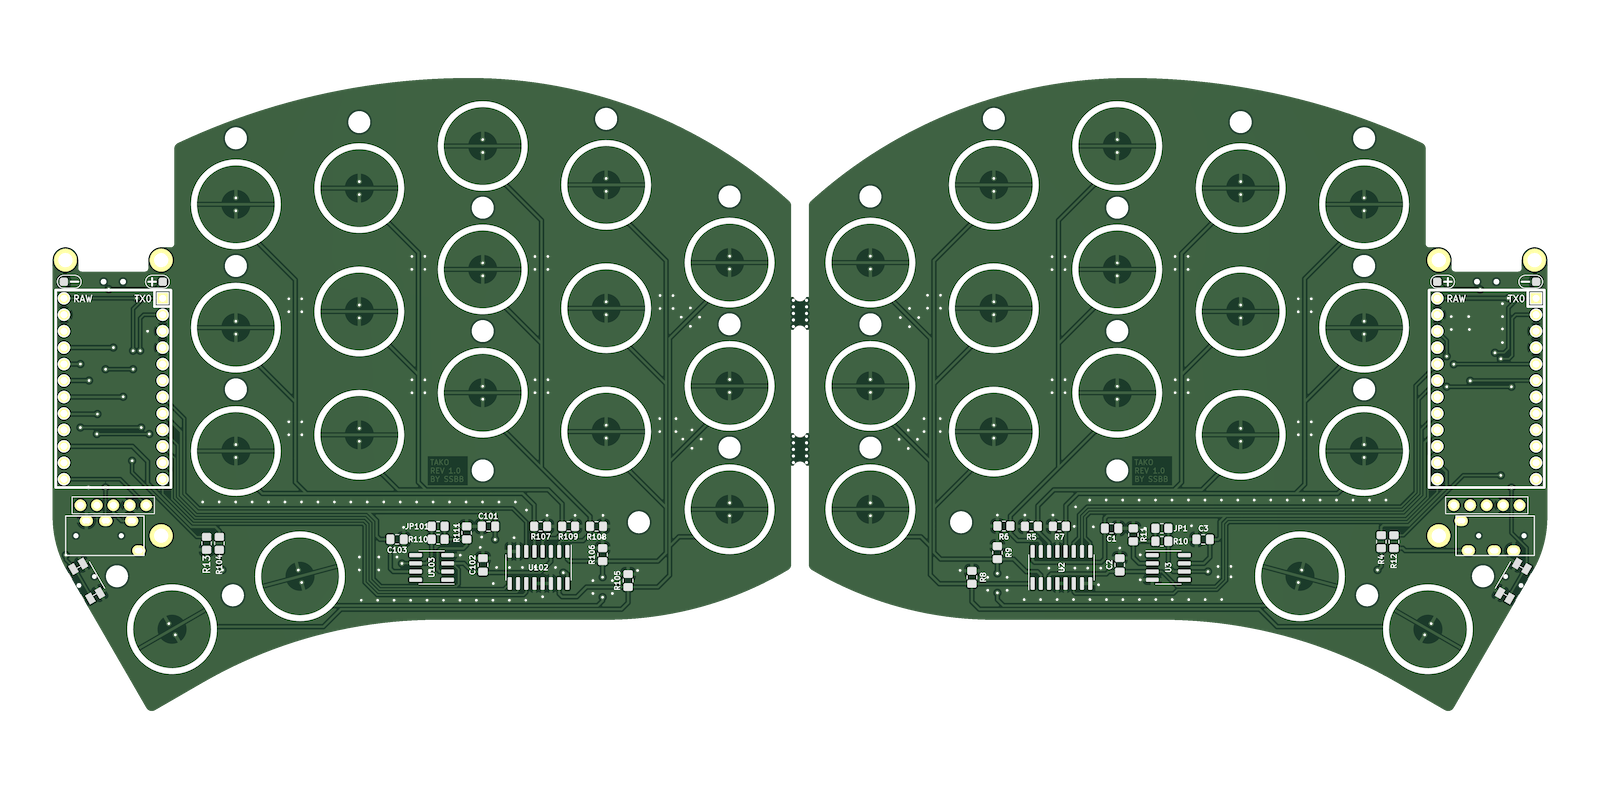 RAW
TX0
RAW
TX0
TAKO
REV 1.0
BY SSBB
TAKO
REV 1.0
BY SSBB
R113
R104
JP101
R110
C103
R111
C101
C102
U103
U102
R107
R109
R108
R106
R105
R6
R5
R7
R9
R8
U2
C1
R11
JP1
R10
C3
C2
U3
R4
R12